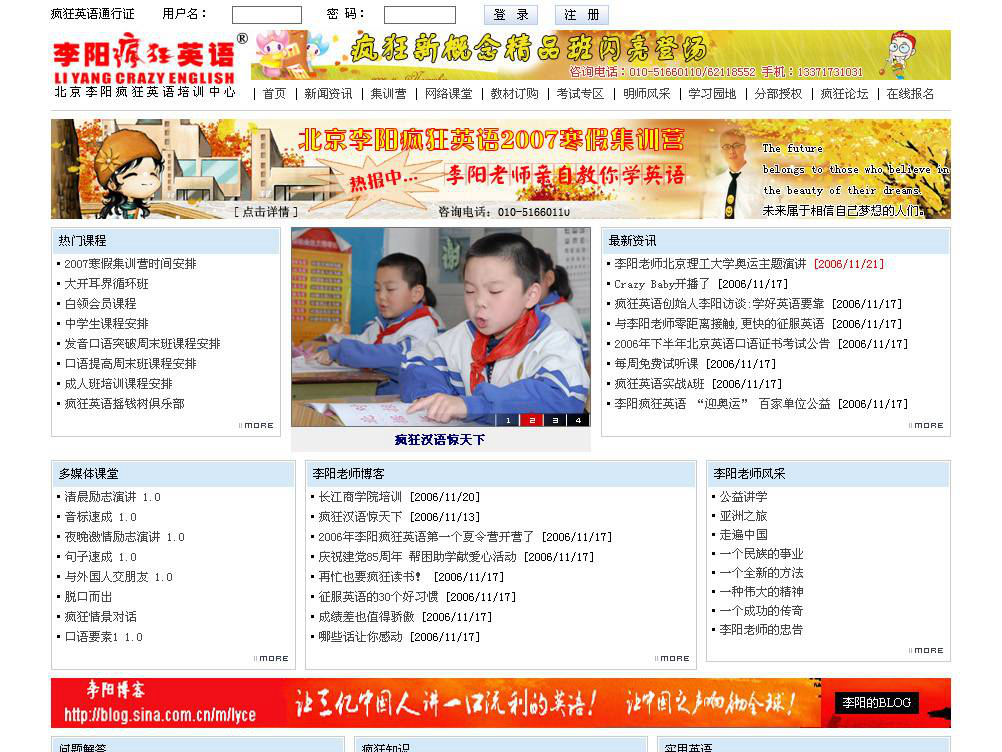 疯狂英语通行证 用户名： 密 码： 登 录 注 册
李阳疯狂英语®
LI YANG CRAZY ENGLISH
北京李阳疯狂英语培训中心
疯狂新概念精品班闪亮登场
咨询电话：010-51660110/62118552 手机：13371731031
| 首页 | 新闻资讯 | 集训营 | 网络课堂 | 教材订购 | 考试专区 | 明师风采 | 学习园地 | 分部授权 | 疯狂论坛 | 在线报名
北京李阳疯狂英语2007寒假集训营
热报中... 李阳老师亲自教你学英语
[ 点击详情 ] 咨询电话：010-51660110
The future
belongs to those who believe in
the beauty of their dreams.
未来属于相信自己梦想的人们。
热门课程
2007寒假集训营时间安排
大开耳界循环班
白领会员课程
中学生课程安排
发音口语突破周末班课程安排
口语提高周末班课程安排
成人班培训课程安排
疯狂英语摇钱树俱乐部
MORE
1 2 3 4
疯狂汉语惊天下
最新资讯
李阳老师北京理工大学奥运主题演讲 [2006/11/21]
Crazy Baby开播了 [2006/11/17]
疯狂英语创始人李阳访谈:学好英语要靠 [2006/11/17]
与李阳老师零距离接触,更快的征服英语 [2006/11/17]
2006年下半年北京英语口语证书考试公告 [2006/11/17]
每周免费试听课 [2006/11/17]
疯狂英语实战A班 [2006/11/17]
李阳疯狂英语 “迎奥运” 百家单位公益 [2006/11/17]
MORE
多媒体课堂
清晨励志演讲 1.0
音标速成 1.0
夜晚激情励志演讲 1.0
句子速成 1.0
与外国人交朋友 1.0
脱口而出
疯狂情景对话
口语要素1 1.0
MORE
李阳老师博客
长江商学院培训 [2006/11/20]
疯狂汉语惊天下 [2006/11/13]
2006年李阳疯狂英语第一个夏令营开营了 [2006/11/17]
庆祝建党85周年 帮困助学献爱心活动 [2006/11/17]
再忙也要疯狂读书！ [2006/11/17]
征服英语的30个好习惯 [2006/11/17]
成绩差也值得骄傲 [2006/11/17]
哪些话让你感动 [2006/11/17]
MORE
李阳老师风采
公益讲学
亚洲之旅
走遍中国
一个民族的事业
一个全新的方法
一种伟大的精神
一个成功的传奇
李阳老师的忠告
MORE
李阳博客
http://blog.sina.com.cn/m/lyce
让三亿中国人讲一口流利的英语！ 让中国之声响彻全球！
李阳的BLOG
问题解答 疯狂知识 实用英语